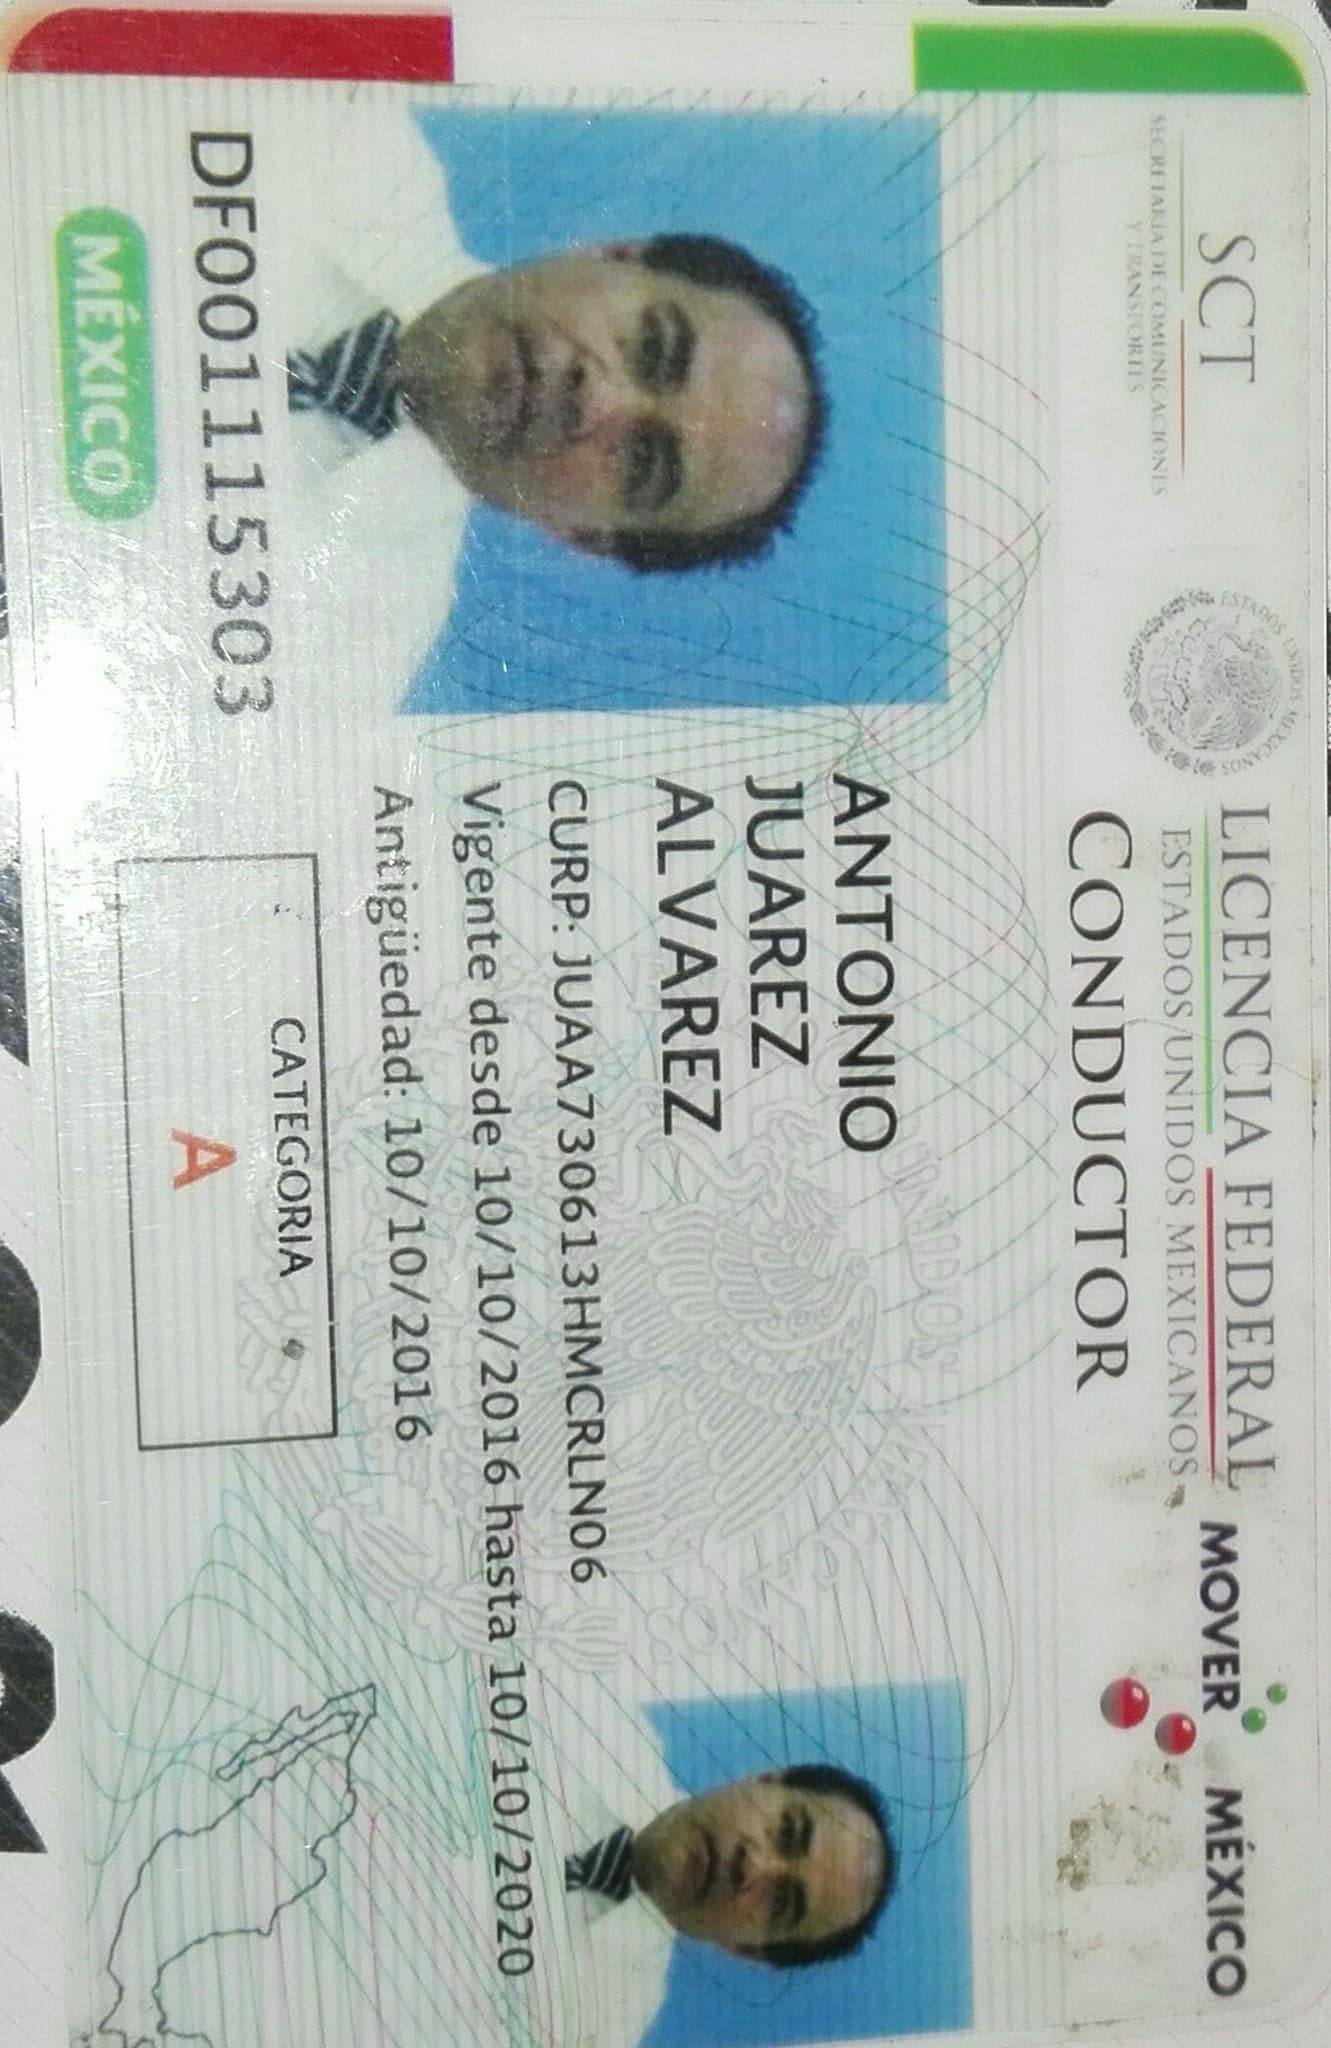 SCT
SECRETARÍA DE COMUNICACIONES
Y TRANSPORTES
ESTADOS UNIDOS MEXICANOS
LICENCIA FEDERAL
ESTADOS UNIDOS MEXICANOS
CONDUCTOR
MOVER
MÉXICO
ANTONIO
JUAREZ
ALVAREZ
CURP: JUAA730613HMCRLN06
Vigente desde 10/10/2016 hasta 10/10/2020
Antigüedad: 10/10/2016
DF001115303
MÉXICO
CATEGORIA
A